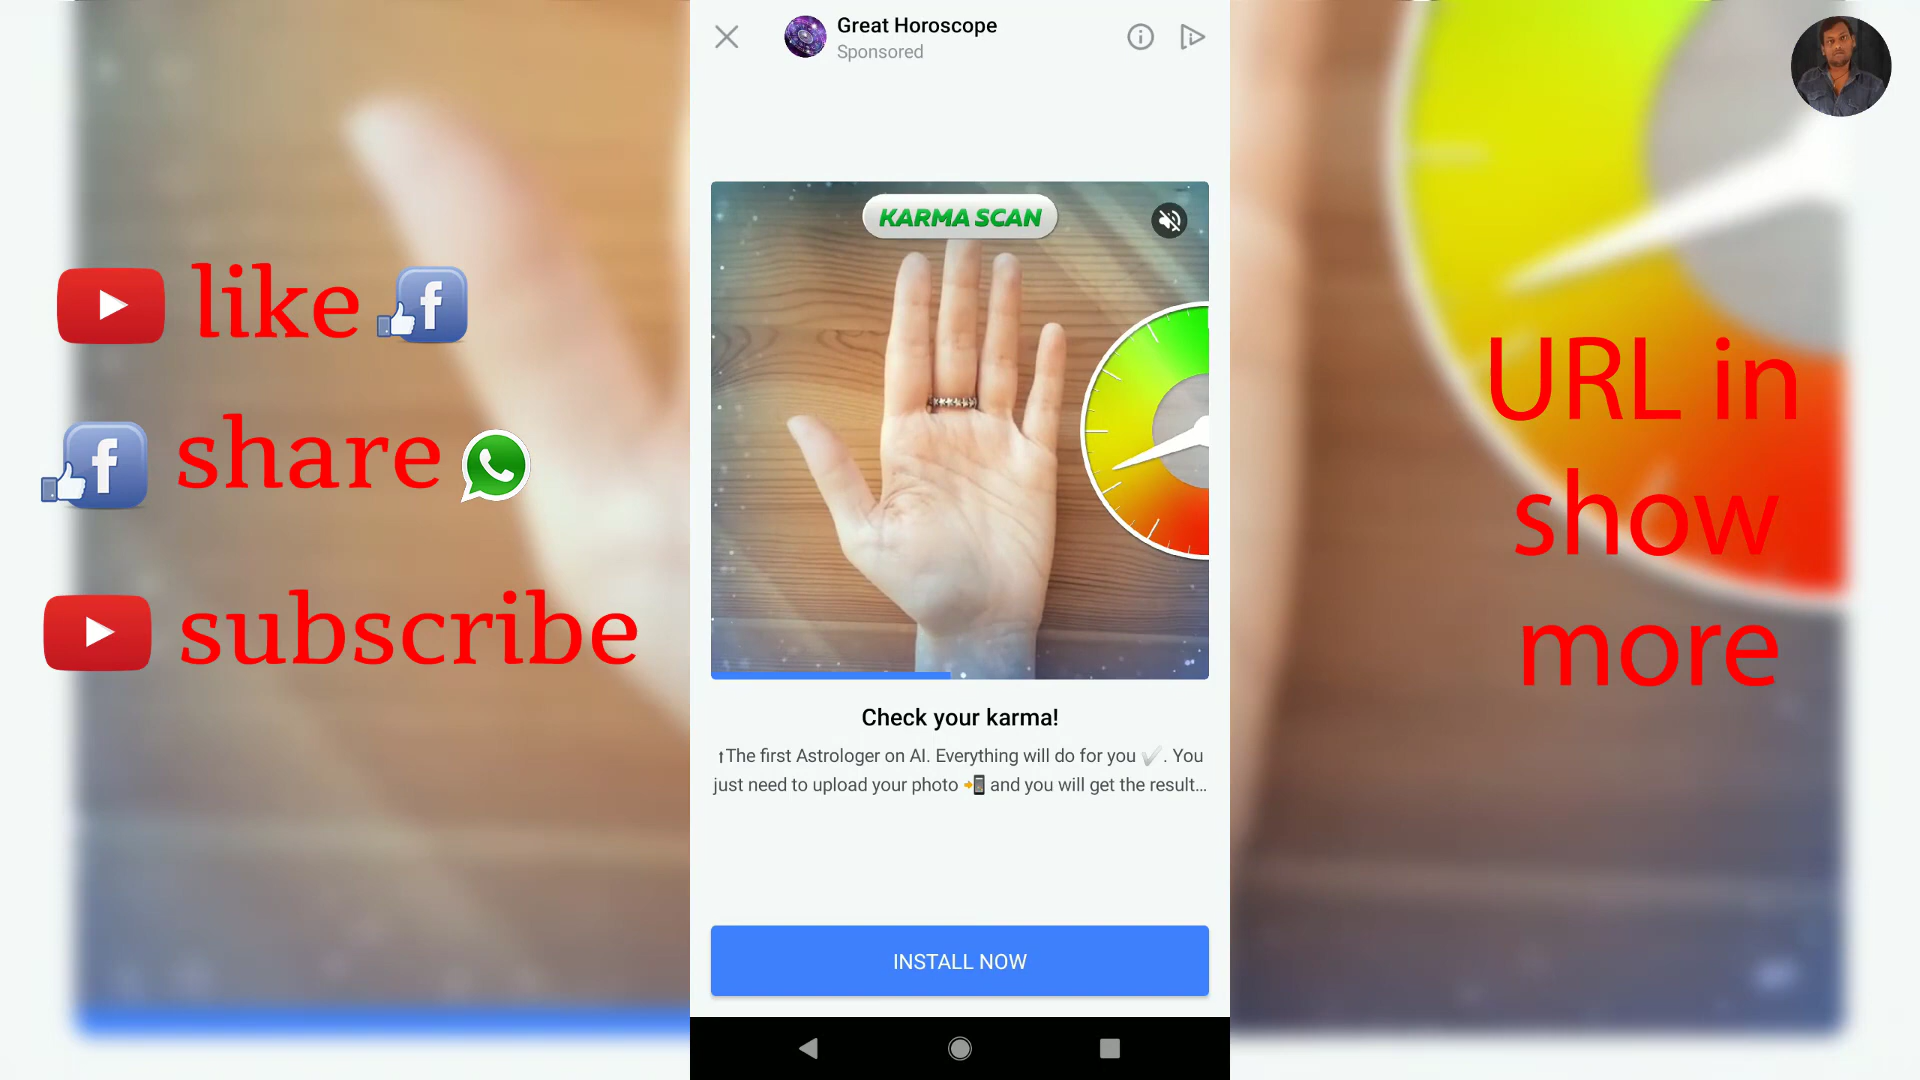 Great Horoscope
Sponsored
KARMA SCAN
like
share
subscribe
URL in
show
more
Check your karma!
↑The first Astrologer on AI. Everything will do for you ✔. You
just need to upload your photo 📲 and you will get the result...
INSTALL NOW